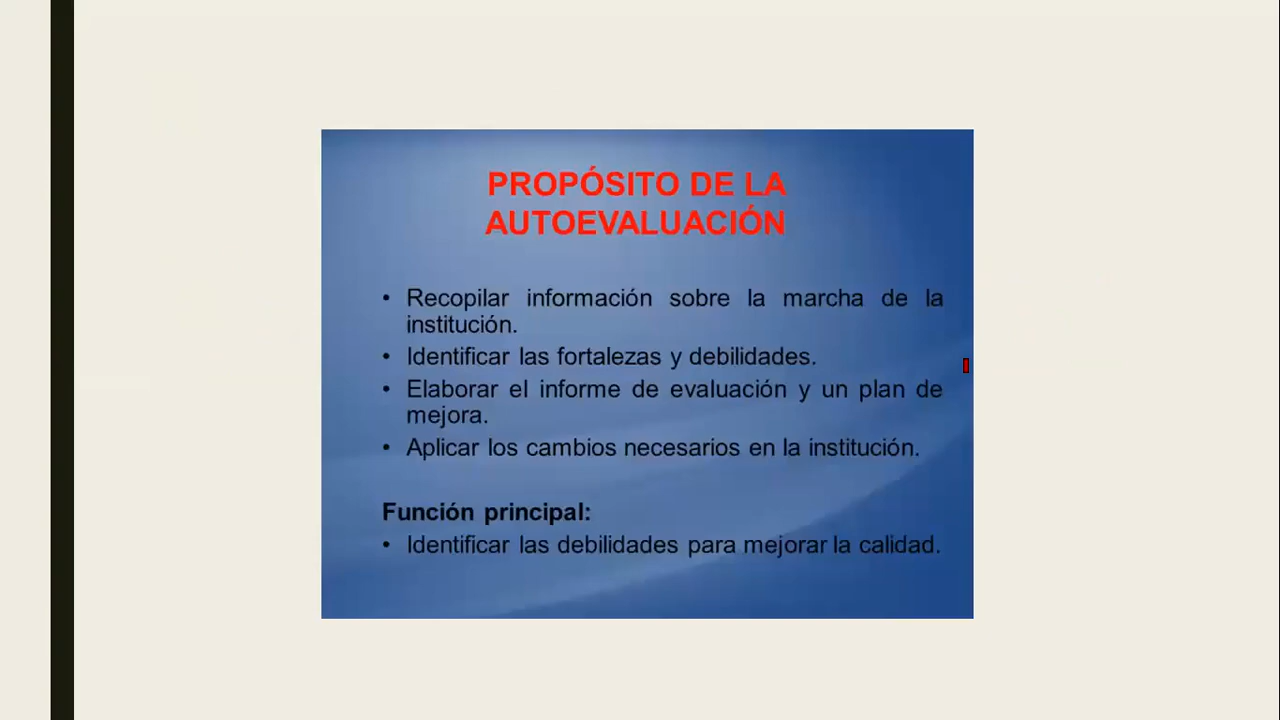 PROPÓSITO DE LA
AUTOEVALUACIÓN
• Recopilar información sobre la marcha de la
institución.
• Identificar las fortalezas y debilidades.
• Elaborar el informe de evaluación y un plan de
mejora.
• Aplicar los cambios necesarios en la institución.
Función principal:
• Identificar las debilidades para mejorar la calidad.